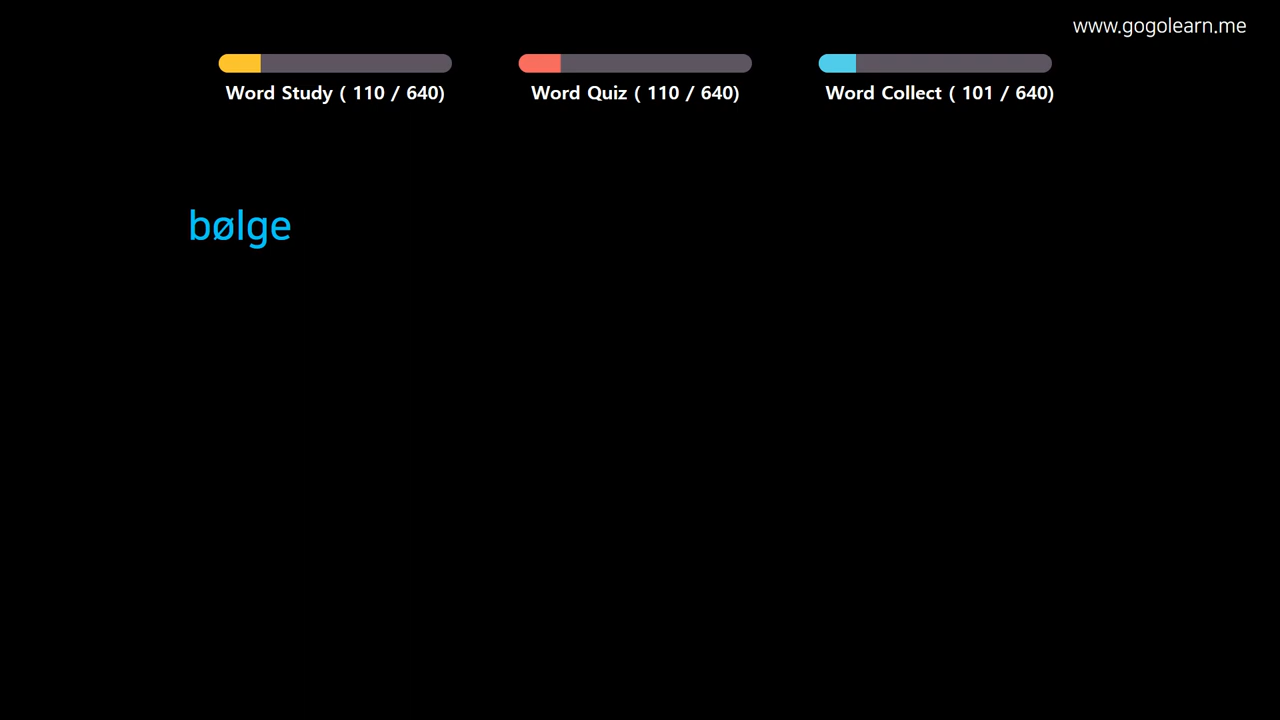 www.gogolearn.me
Word Study ( 110 / 640)
Word Quiz ( 110 / 640)
Word Collect ( 101 / 640)
bølge